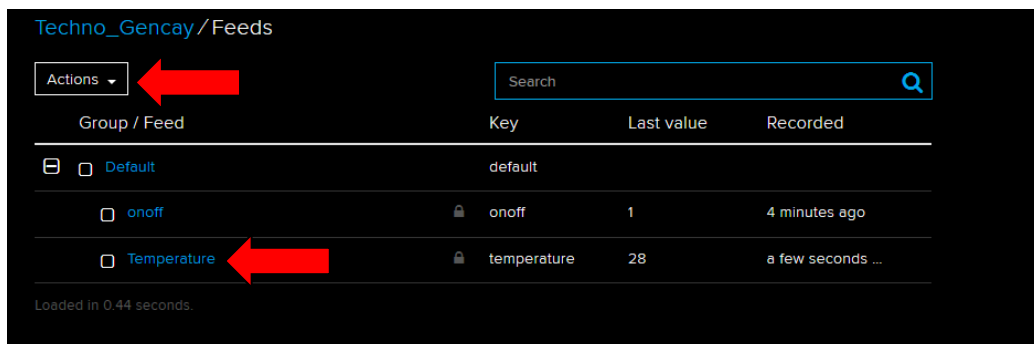 Techno_Gencay / Feeds
Actions
Search
Group / Feed Key Last value Recorded
Default default
onoff onoff 1 4 minutes ago
Temperature temperature 28 a few seconds ...
Loaded in 0.44 seconds.